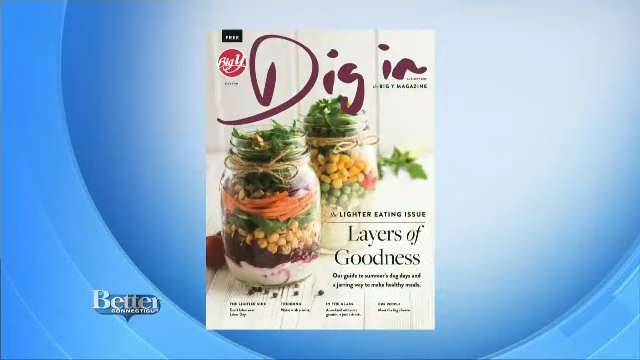 FREE
Big Y
Dig in
the BIG Y MAGAZINE
the LIGHTER EATING ISSUE
Layers of
Goodness
Our guide to summer's dog days and
a jarring way to make healthy meals.
THE LIGHTER SIDE
TRENDING
IN THE GLASS
OUR PEOPLE
Labor Day.
Better
CONNECTICUT